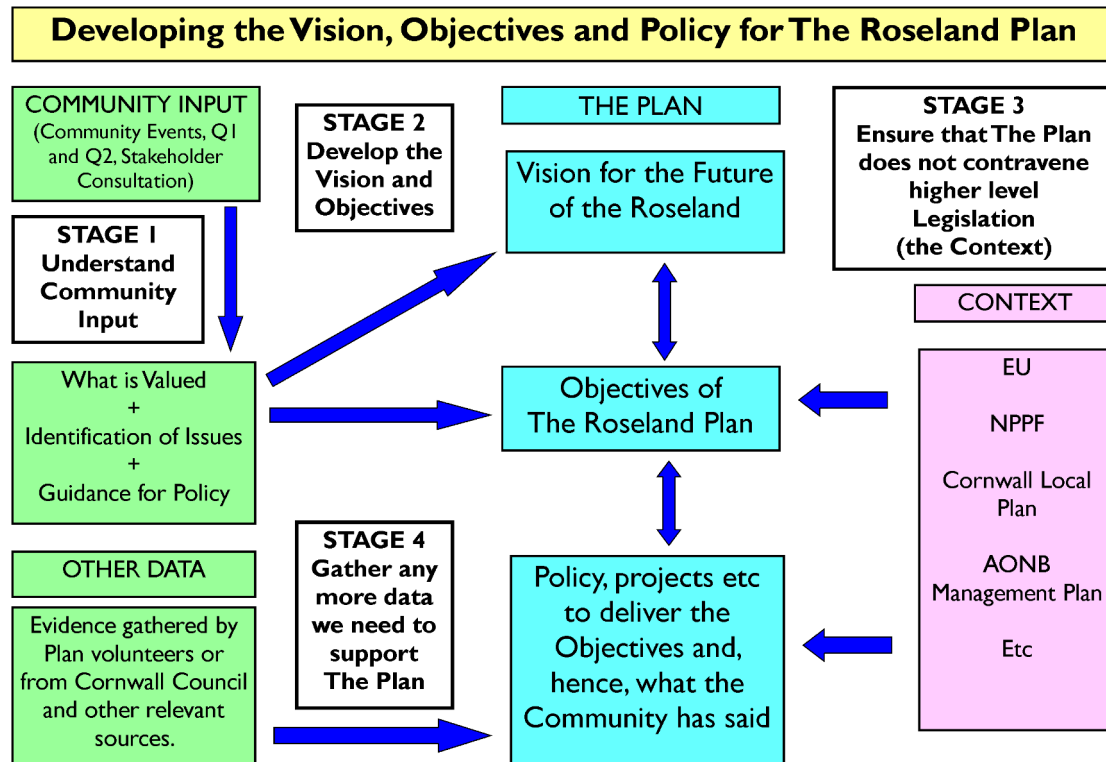 Developing the Vision, Objectives and Policy for The Roseland Plan
COMMUNITY INPUT
(Community Events, Q1
and Q2, Stakeholder
Consultation)
STAGE 1
Understand
Community
Input
What is Valued
+
Identification of Issues
+
Guidance for Policy
OTHER DATA
Evidence gathered by
Plan volunteers or
from Cornwall Council
and other relevant
sources.
STAGE 2
Develop the
Vision and
Objectives
STAGE 4
Gather any
more data
we need to
support
The Plan
THE PLAN
Vision for the Future
of the Roseland
Objectives of
The Roseland Plan
Policy, projects etc
to deliver the
Objectives and,
hence, what the
Community has said
STAGE 3
Ensure that The Plan
does not contravene
higher level
Legislation
(the Context)
CONTEXT
EU
NPPF
Cornwall Local
Plan
AONB
Management Plan
Etc